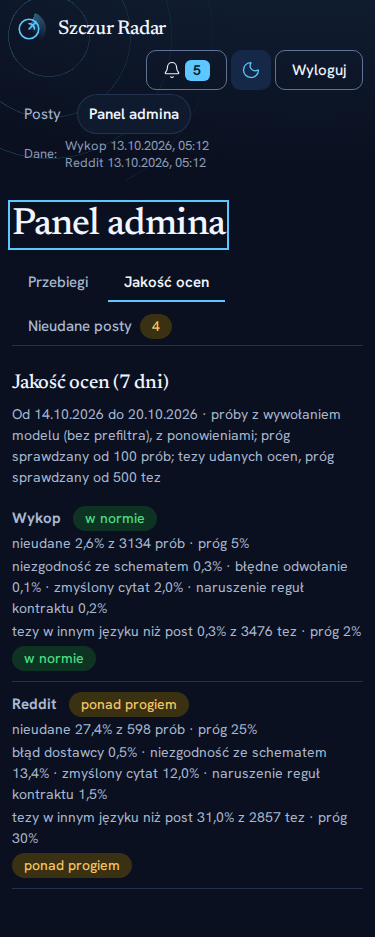 Szczur Radar
5
Wyloguj
Posty
Panel admina
Dane:
Wykop 13.10.2026, 05:12
Reddit 13.10.2026, 05:12
Panel admina
Przebiegi
Jakość ocen
Nieudane posty 4
Jakość ocen (7 dni)
Od 14.10.2026 do 20.10.2026 · próby z wywołaniem
modelu (bez prefiltra), z ponowieniami; próg
sprawdzany od 100 prób; tezy udanych ocen, próg
sprawdzany od 500 tez
Wykop w normie
nieudane 2,6% z 3134 prób · próg 5%
niezgodność ze schematem 0,3% · błędne odwołanie
0,1% · zmyślony cytat 2,0% · naruszenie reguł
kontraktu 0,2%
tezy w innym języku niż post 0,3% z 3476 tez · próg 2%
w normie
Reddit ponad progiem
nieudane 27,4% z 598 prób · próg 25%
błąd dostawcy 0,5% · niezgodność ze schematem
13,4% · zmyślony cytat 12,0% · naruszenie reguł
kontraktu 1,5%
tezy w innym języku niż post 31,0% z 2857 tez · próg
30%
ponad progiem